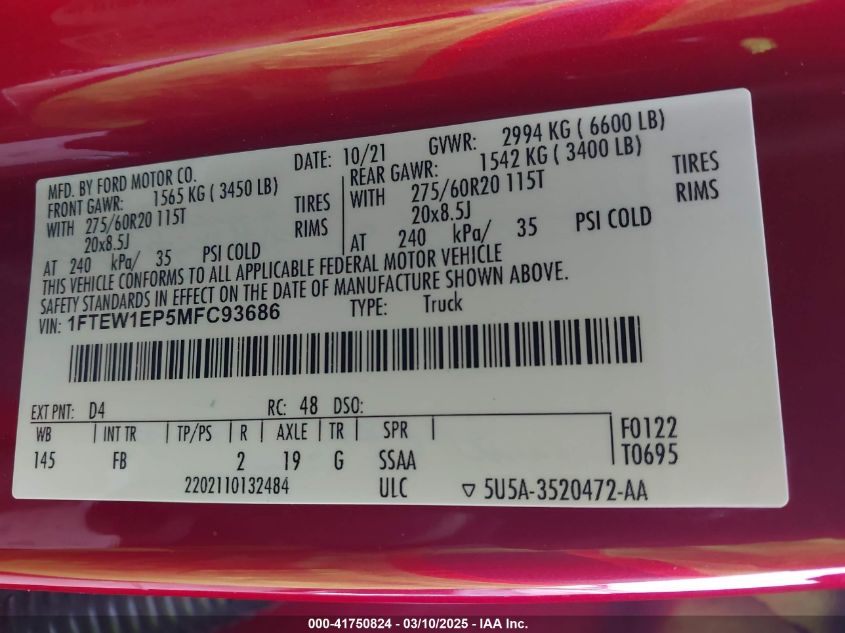 MFD. BY FORD MOTOR CO. DATE: 10/21 GVWR: 2994 KG ( 6600 LB)
FRONT GAWR: 1565 KG ( 3450 LB) REAR GAWR: 1542 KG ( 3400 LB)
WITH 275/60R20 115T TIRES WITH 275/60R20 115T TIRES
20x8.5J RIMS 20x8.5J RIMS
AT 240 kPa/ 35 PSI COLD AT 240 kPa/ 35 PSI COLD
THIS VEHICLE CONFORMS TO ALL APPLICABLE FEDERAL MOTOR VEHICLE
SAFETY STANDARDS IN EFFECT ON THE DATE OF MANUFACTURE SHOWN ABOVE.
VIN: 1FTEW1EP5MFC93686 TYPE: Truck
EXT PNT: D4 RC: 48 DSO:
WB INT TR TP/PS R AXLE TR SPR F0122
145 FB 2 19 G SSAA T0695
2202110132484 ULC ▽ 5U5A-3520472-AA
000-41750824 - 03/10/2025 - IAA Inc.